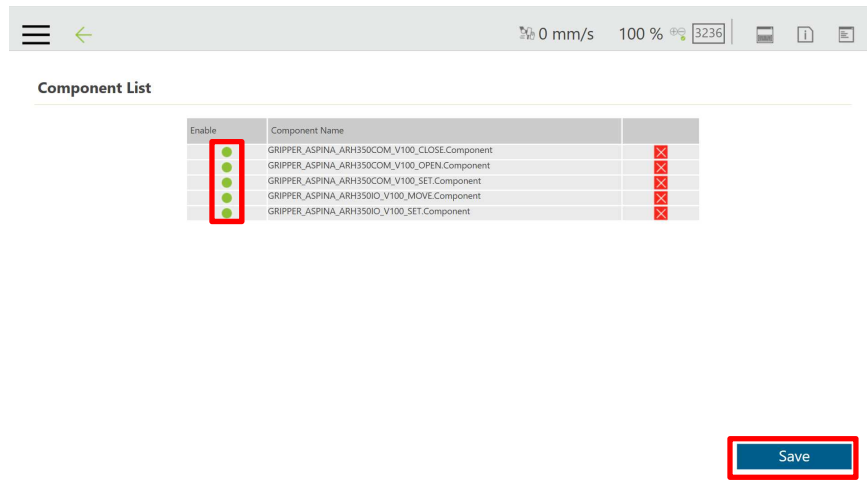 0 mm/s 100 % 3236
Component List
Enable Component Name
GRIPPER_ASPINA_ARH350COM_V100_CLOSE.Component
GRIPPER_ASPINA_ARH350COM_V100_OPEN.Component
GRIPPER_ASPINA_ARH350COM_V100_SET.Component
GRIPPER_ASPINA_ARH350IO_V100_MOVE.Component
GRIPPER_ASPINA_ARH350IO_V100_SET.Component
Save